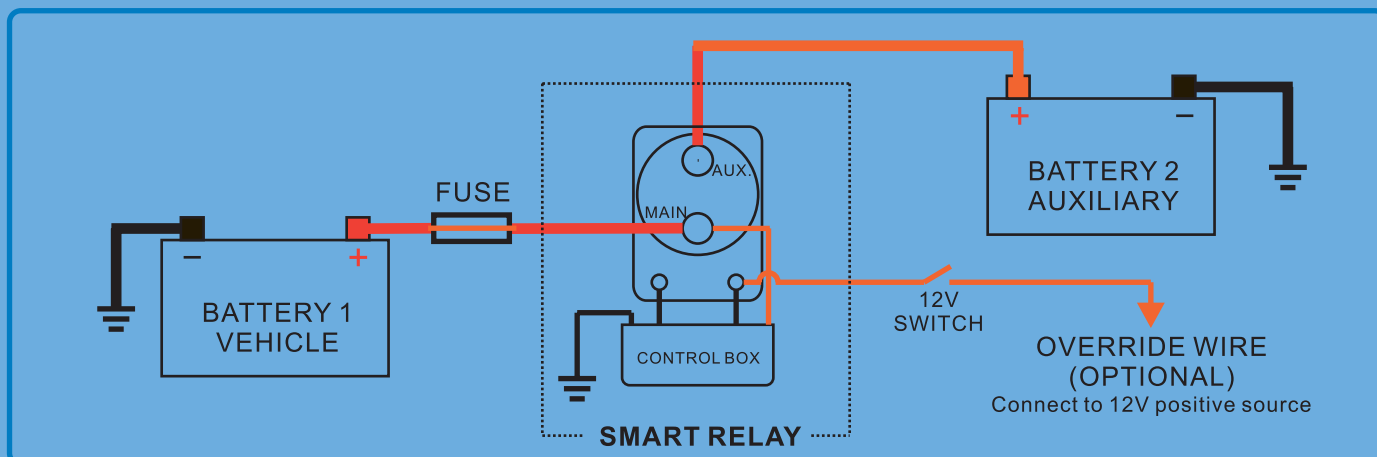 AUX.
MAIN
FUSE
BATTERY 2
AUXILIARY
+
−
−
+
BATTERY 1
VEHICLE
12V
SWITCH
CONTROL BOX
OVERRIDE WIRE
(OPTIONAL)
Connect to 12V positive source
SMART RELAY